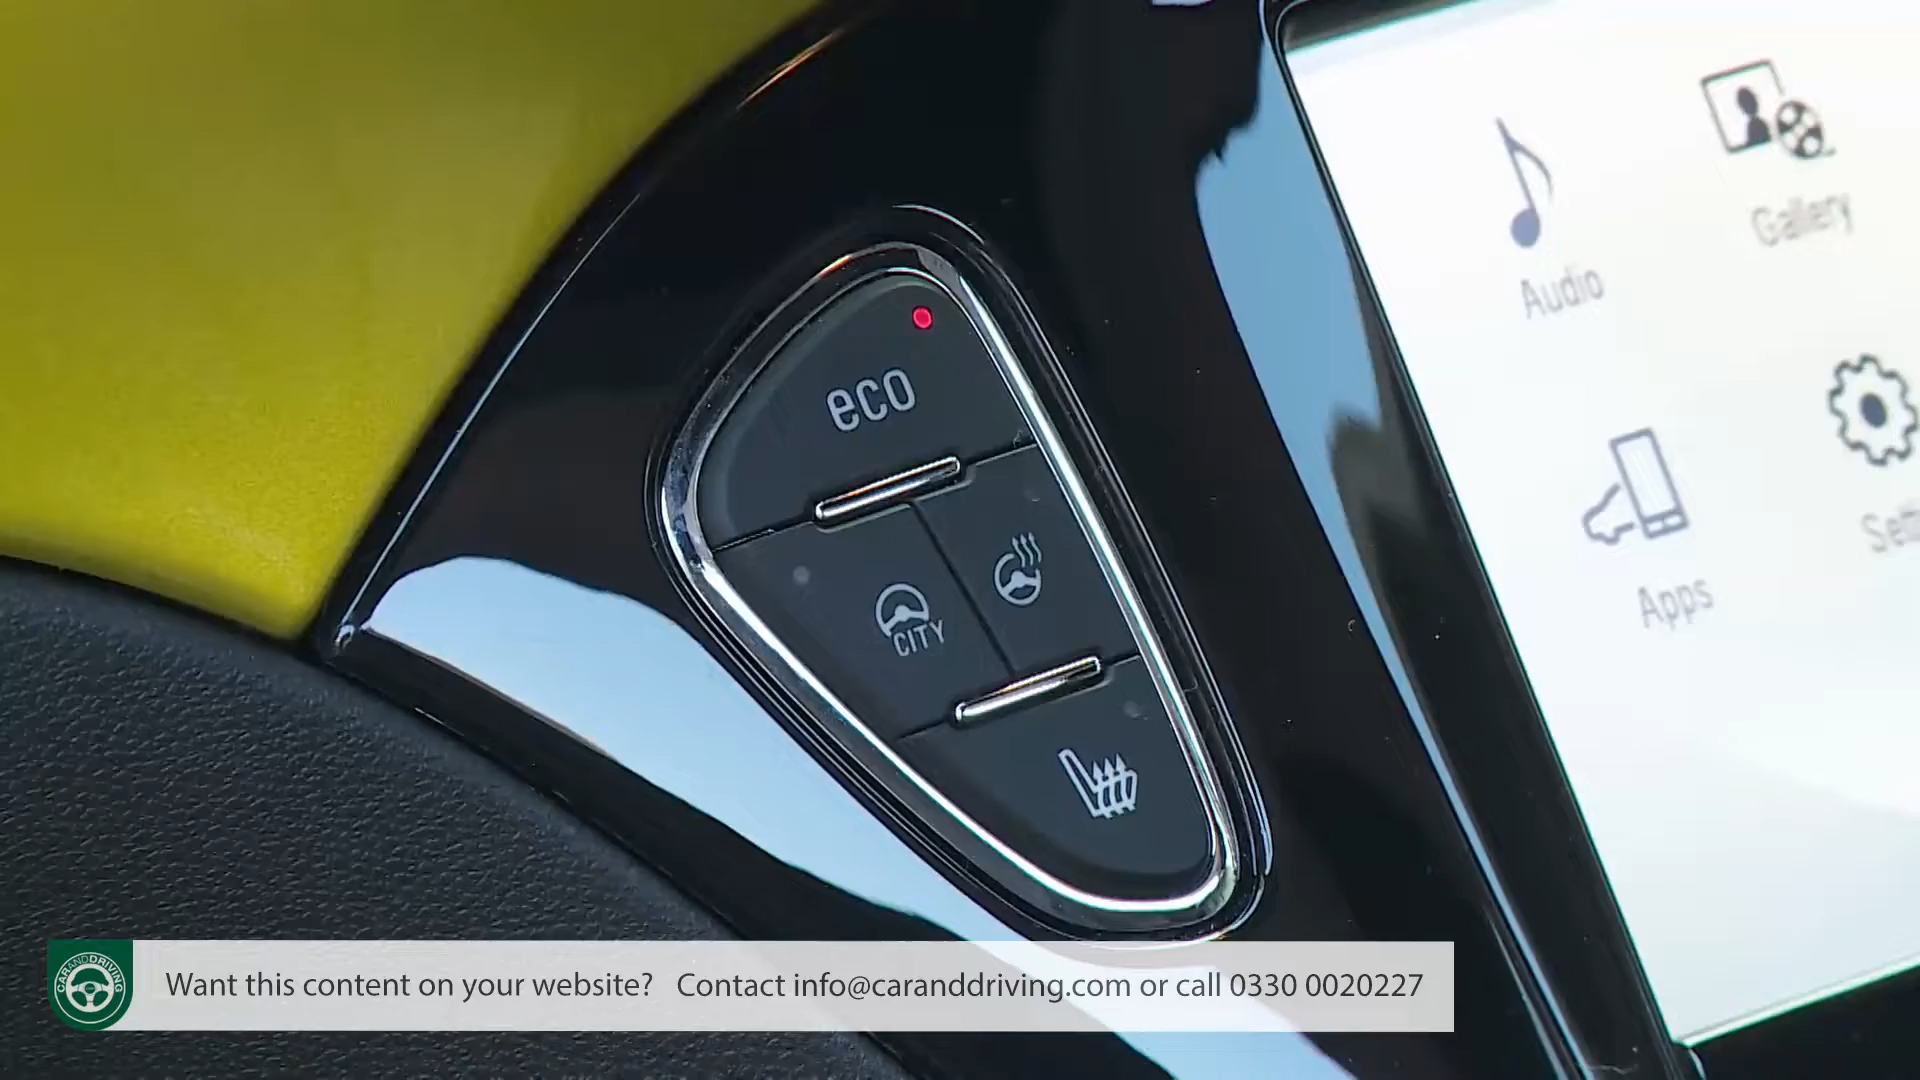 Gallery
Audio
eco
CITY
Apps
CARANDDRIVING
Want this content on your website? Contact info@caranddriving.com or call 0330 0020227